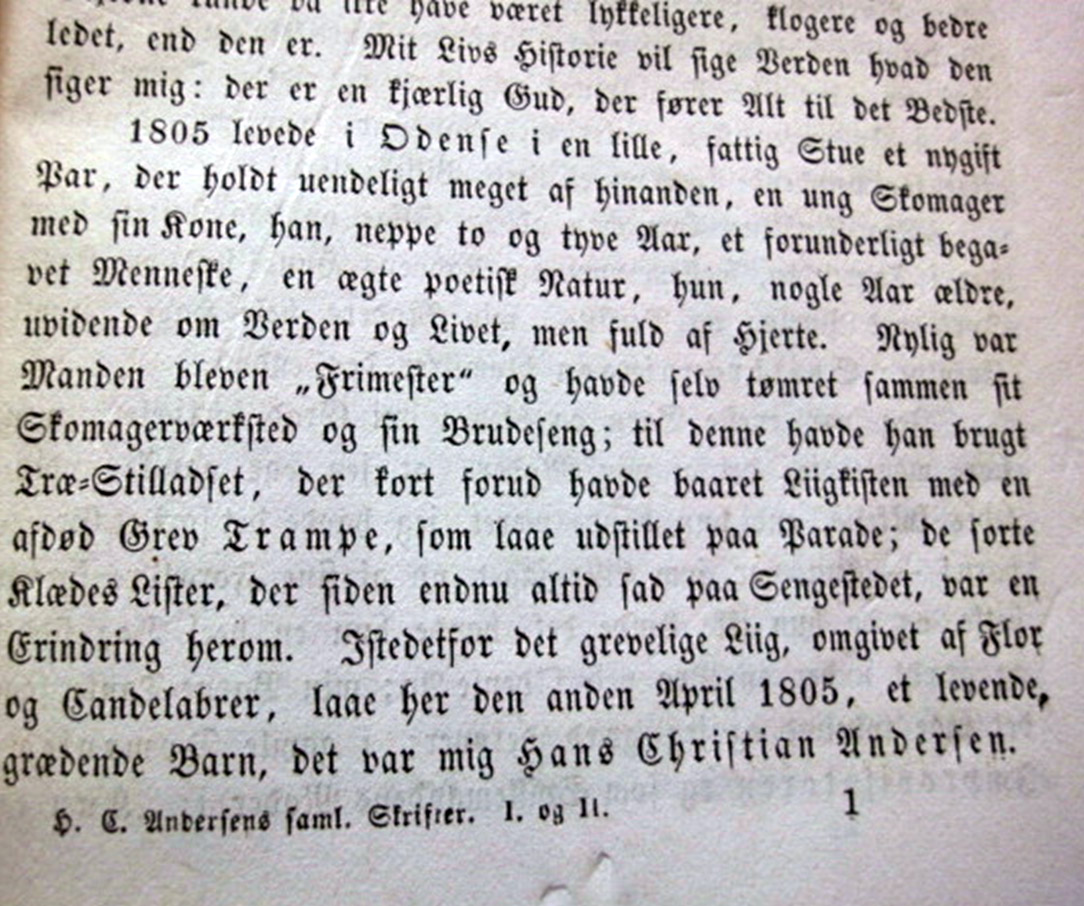 have været lykkeligere, klogere og bedre
ledet, end den er. Mit Livs Historie vil sige Verden hvad den
siger mig: der er en kjærlig Gud, der fører Alt til det Bedste.
1805 levede i Odense i en lille, fattig Stue et nygift
Par, der holdt uendeligt meget af hinanden, en ung Skomager
med sin Kone, han, neppe to og tyve Aar, et forunderligt bega-
vet Menneske, en ægte poetisk Natur, hun, nogle Aar ældre,
uvidende om Verden og Livet, men fuld af Hjerte. Nylig var
Manden bleven „Frimester“ og havde selv tømret sammen sit
Skomagerværksted og sin Brudeseng; til denne havde han brugt
Træ-Stilladset, der kort forud havde baaret Liigkisten med en
afdød Grev Trampe, som laae udstillet paa Parade; de sorte
Klædes Lister, der siden endnu altid sad paa Sengestedet, var en
Erindring herom. Istedetfor det grevelige Liig, omgivet af Flor
og Candelabrer, laae her den anden April 1805, et levende,
grædende Barn, det var mig Hans Christian Andersen.
H. C. Andersens saml. Skrifter. I. og II. 1